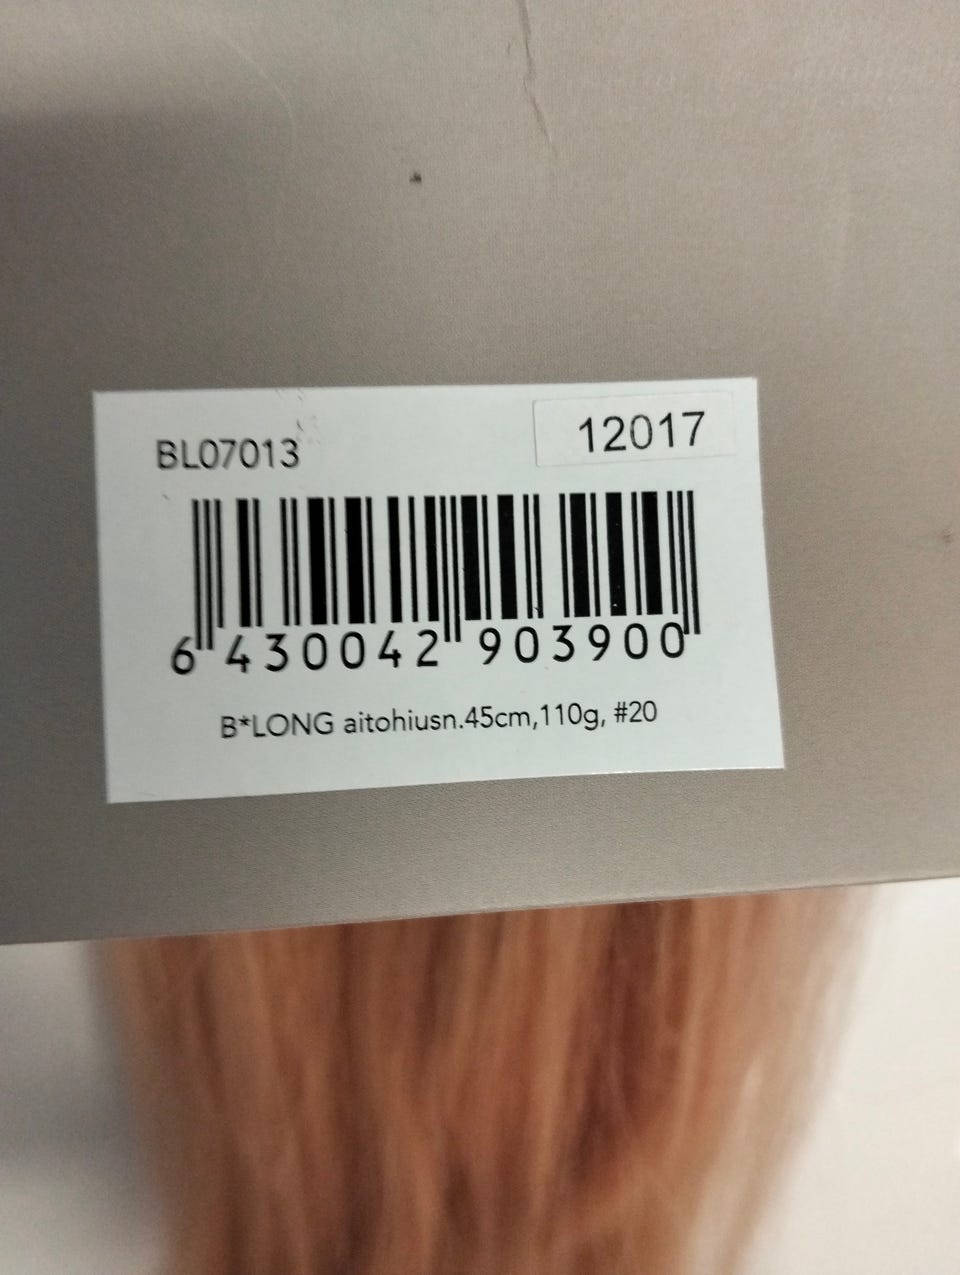 BL07013
12017
6 430042 903900
B*LONG aitohiusn.45cm,110g, #20